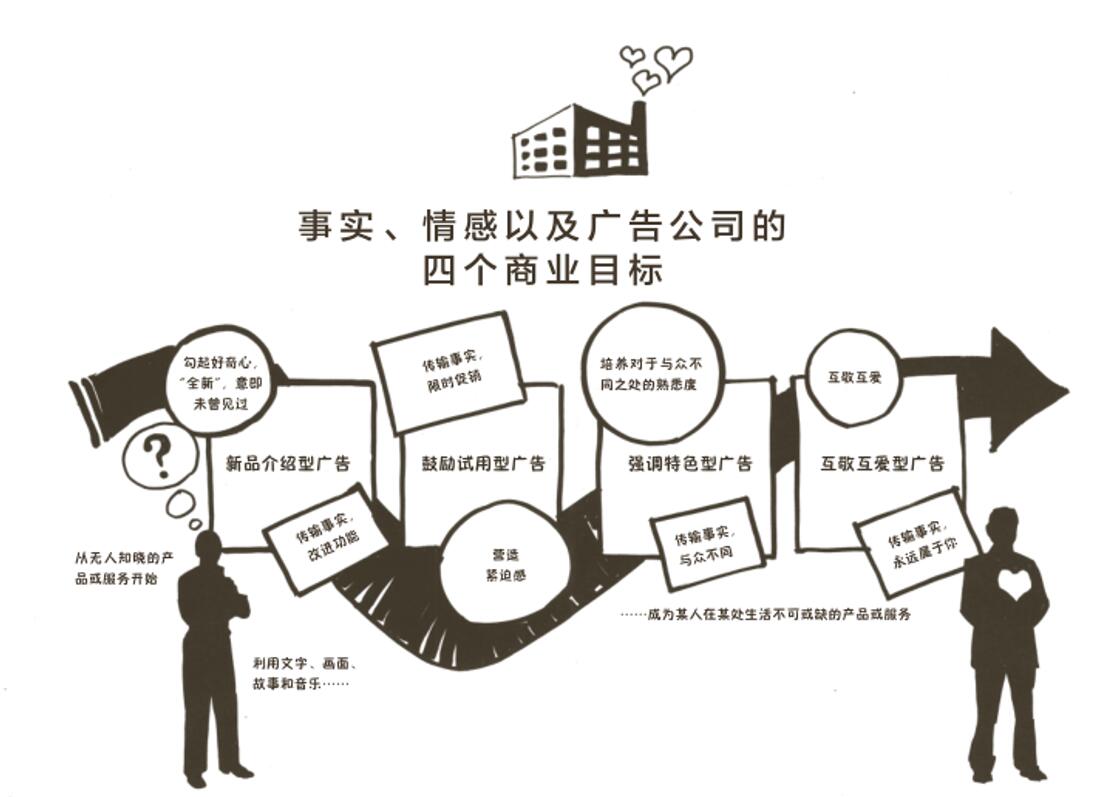 事实、情感以及广告公司的
四个商业目标
勾起好奇心，
“全新”，意即
未曾见过
?
新品介绍型广告
传输事实，
改进功能
传输事实，
限时促销
鼓励试用型广告
营造
紧迫感
培养对于与众不
同之处的熟悉度
强调特色型广告
传输事实，
与众不同
互敬互爱
互敬互爱型广告
传输事实，
永远属于你
从无人知晓的产
品或服务开始
利用文字、画面、
故事和音乐……
……成为某人在某处生活不可或缺的产品或服务